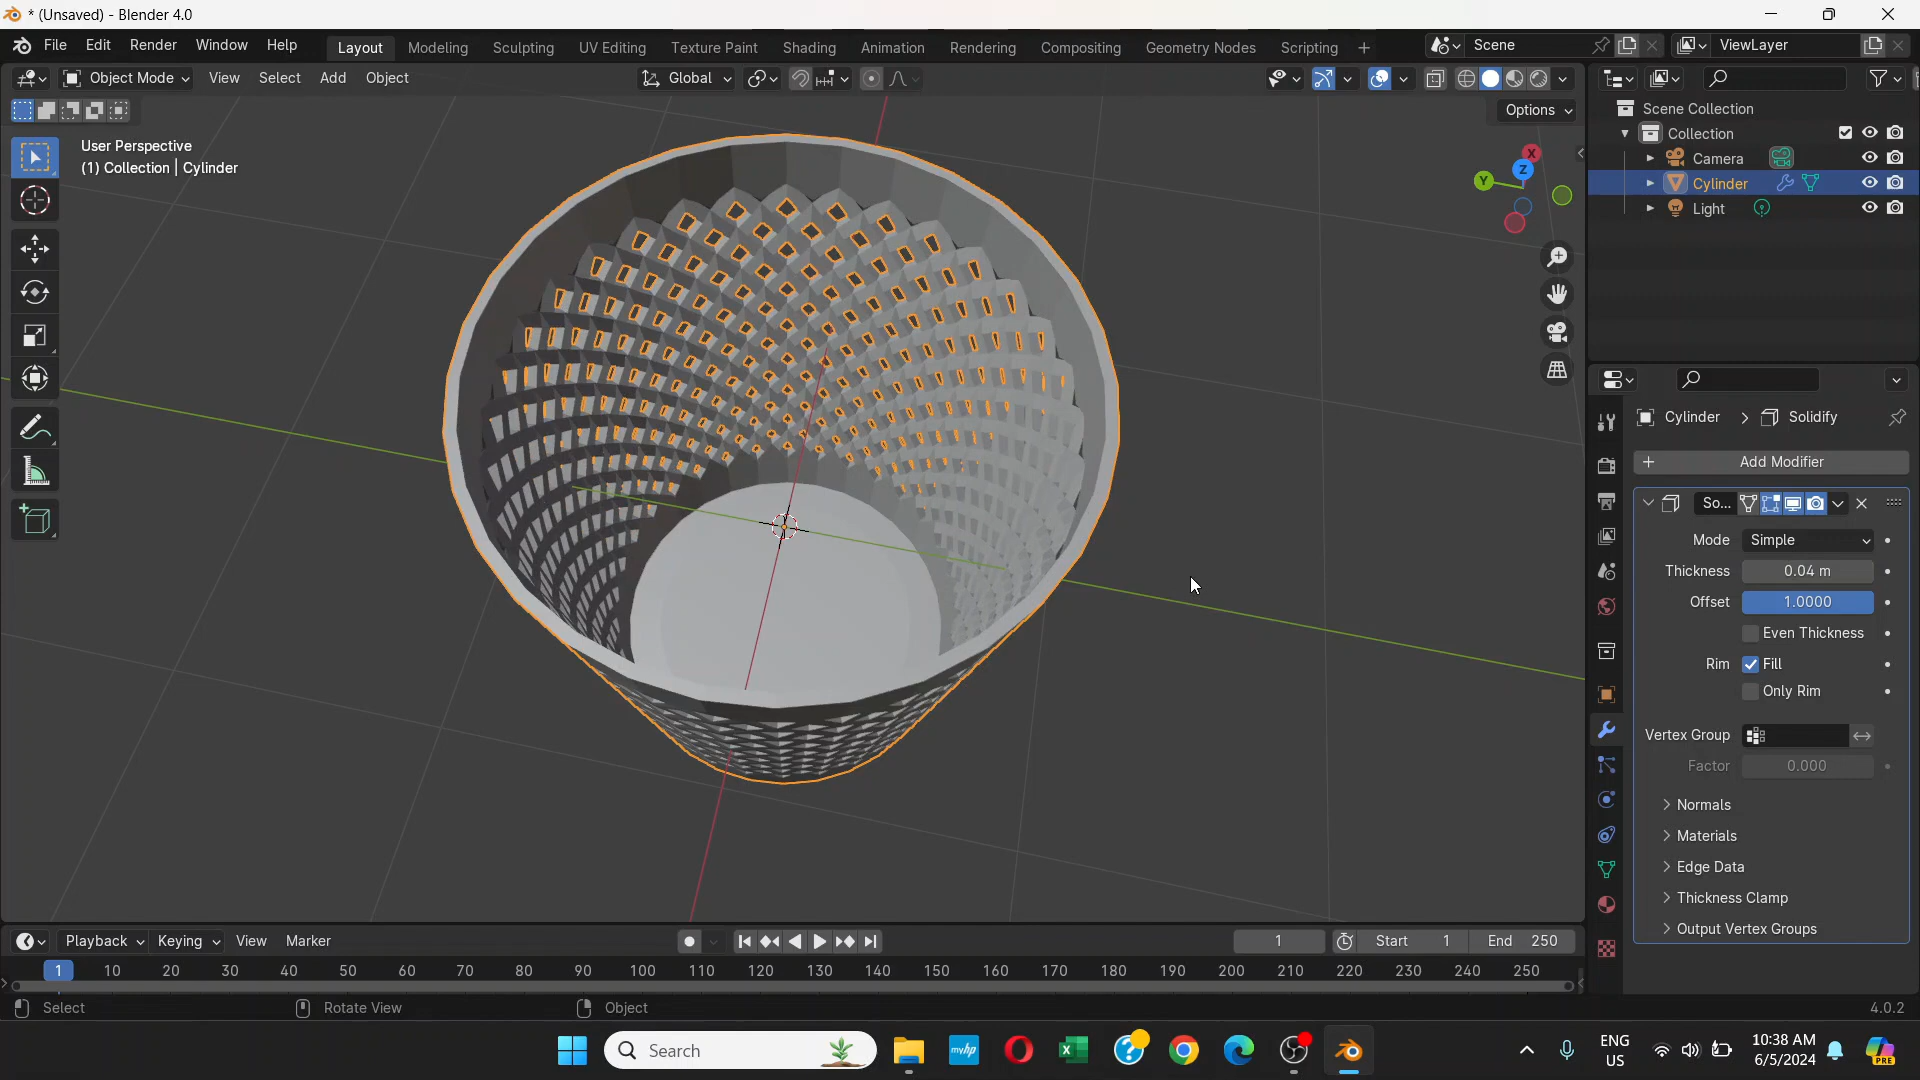 * (Unsaved) - Blender 4.0
File Edit Render Window Help Layout Modeling Sculpting UV Editing Texture Paint Shading Animation Rendering Compositing Geometry Nodes Scripting + Scene ViewLayer
Object Mode View Select Add Object Global
Options
User Perspective
(1) Collection | Cylinder
X
Y
Z
Scene Collection
Collection
Camera
Cylinder
Light
Cylinder > Solidify
+ Add Modifier
So...
Mode Simple
Thickness 0.04 m
Offset 1.0000
Even Thickness
Rim Fill
Only Rim
Vertex Group
Factor 0.000
Normals
Materials
Edge Data
Thickness Clamp
Output Vertex Groups
Playback Keying View Marker 1 Start 1 End 250
1 10 20 30 40 50 60 70 80 90 100 110 120 130 140 150 160 170 180 190 200 210 220 230 240 250
Select Rotate View Object 4.0.2
Search
myhp
ENG
US
10:38 AM
6/5/2024
PRE